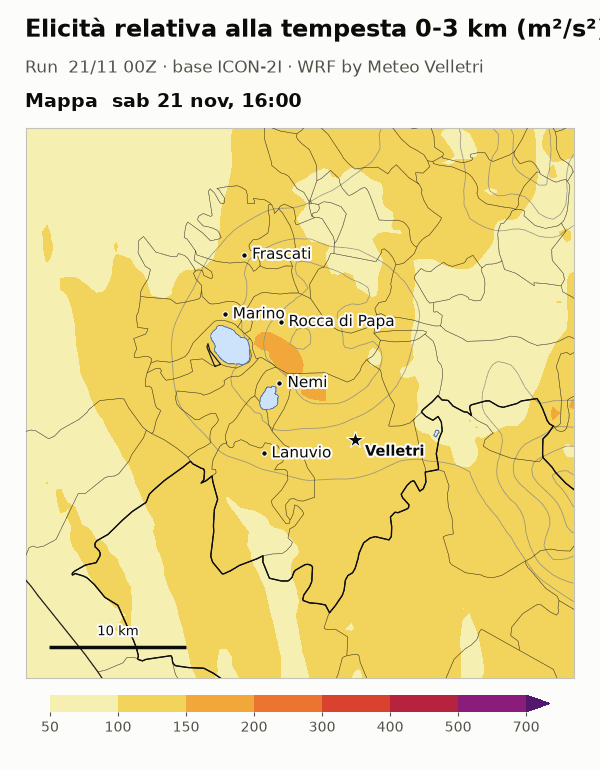 Elicità relativa alla tempesta 0-3 km (m²/s²)
Run  21/11 00Z · base ICON-2I · WRF by Meteo Velletri
Mappa  sab 21 nov, 16:00
Frascati
Marino
Rocca di Papa
Nemi
Velletri
Lanuvio
10 km
50 100 150 200 300 400 500 700